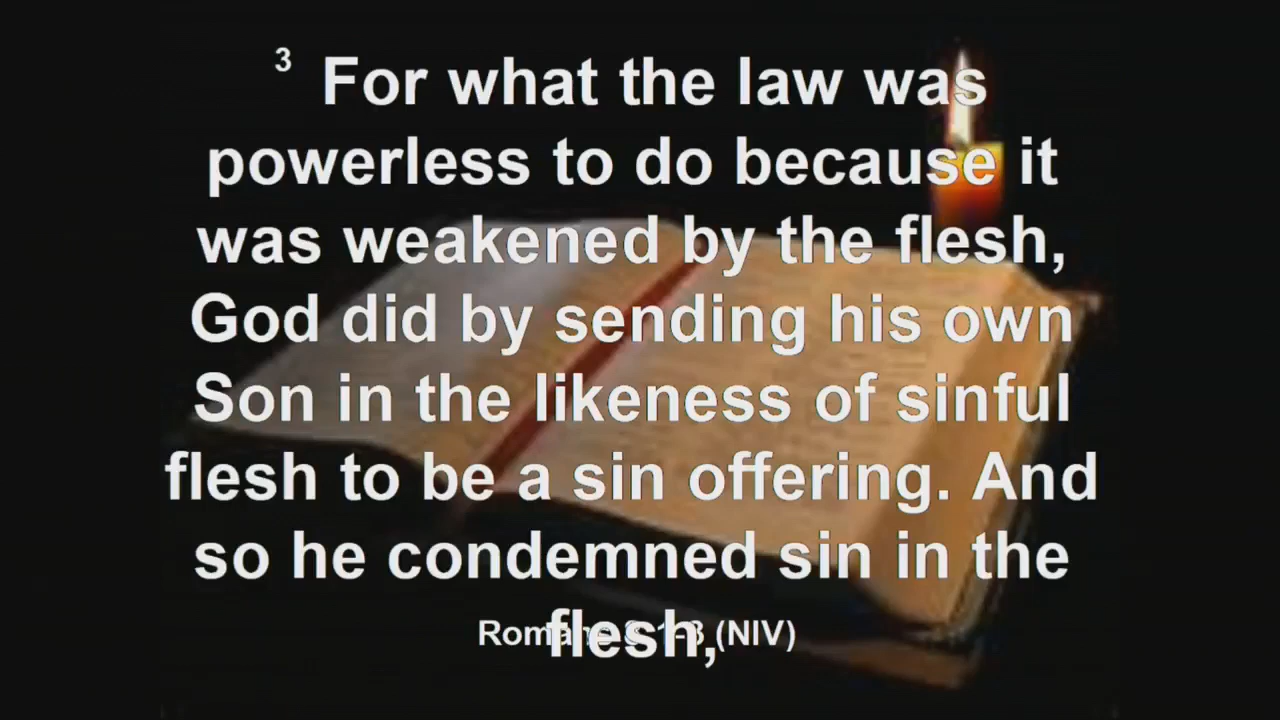 3 For what the law was
powerless to do because it
was weakened by the flesh,
God did by sending his own
Son in the likeness of sinful
flesh to be a sin offering. And
so he condemned sin in the
flesh,
(NIV)